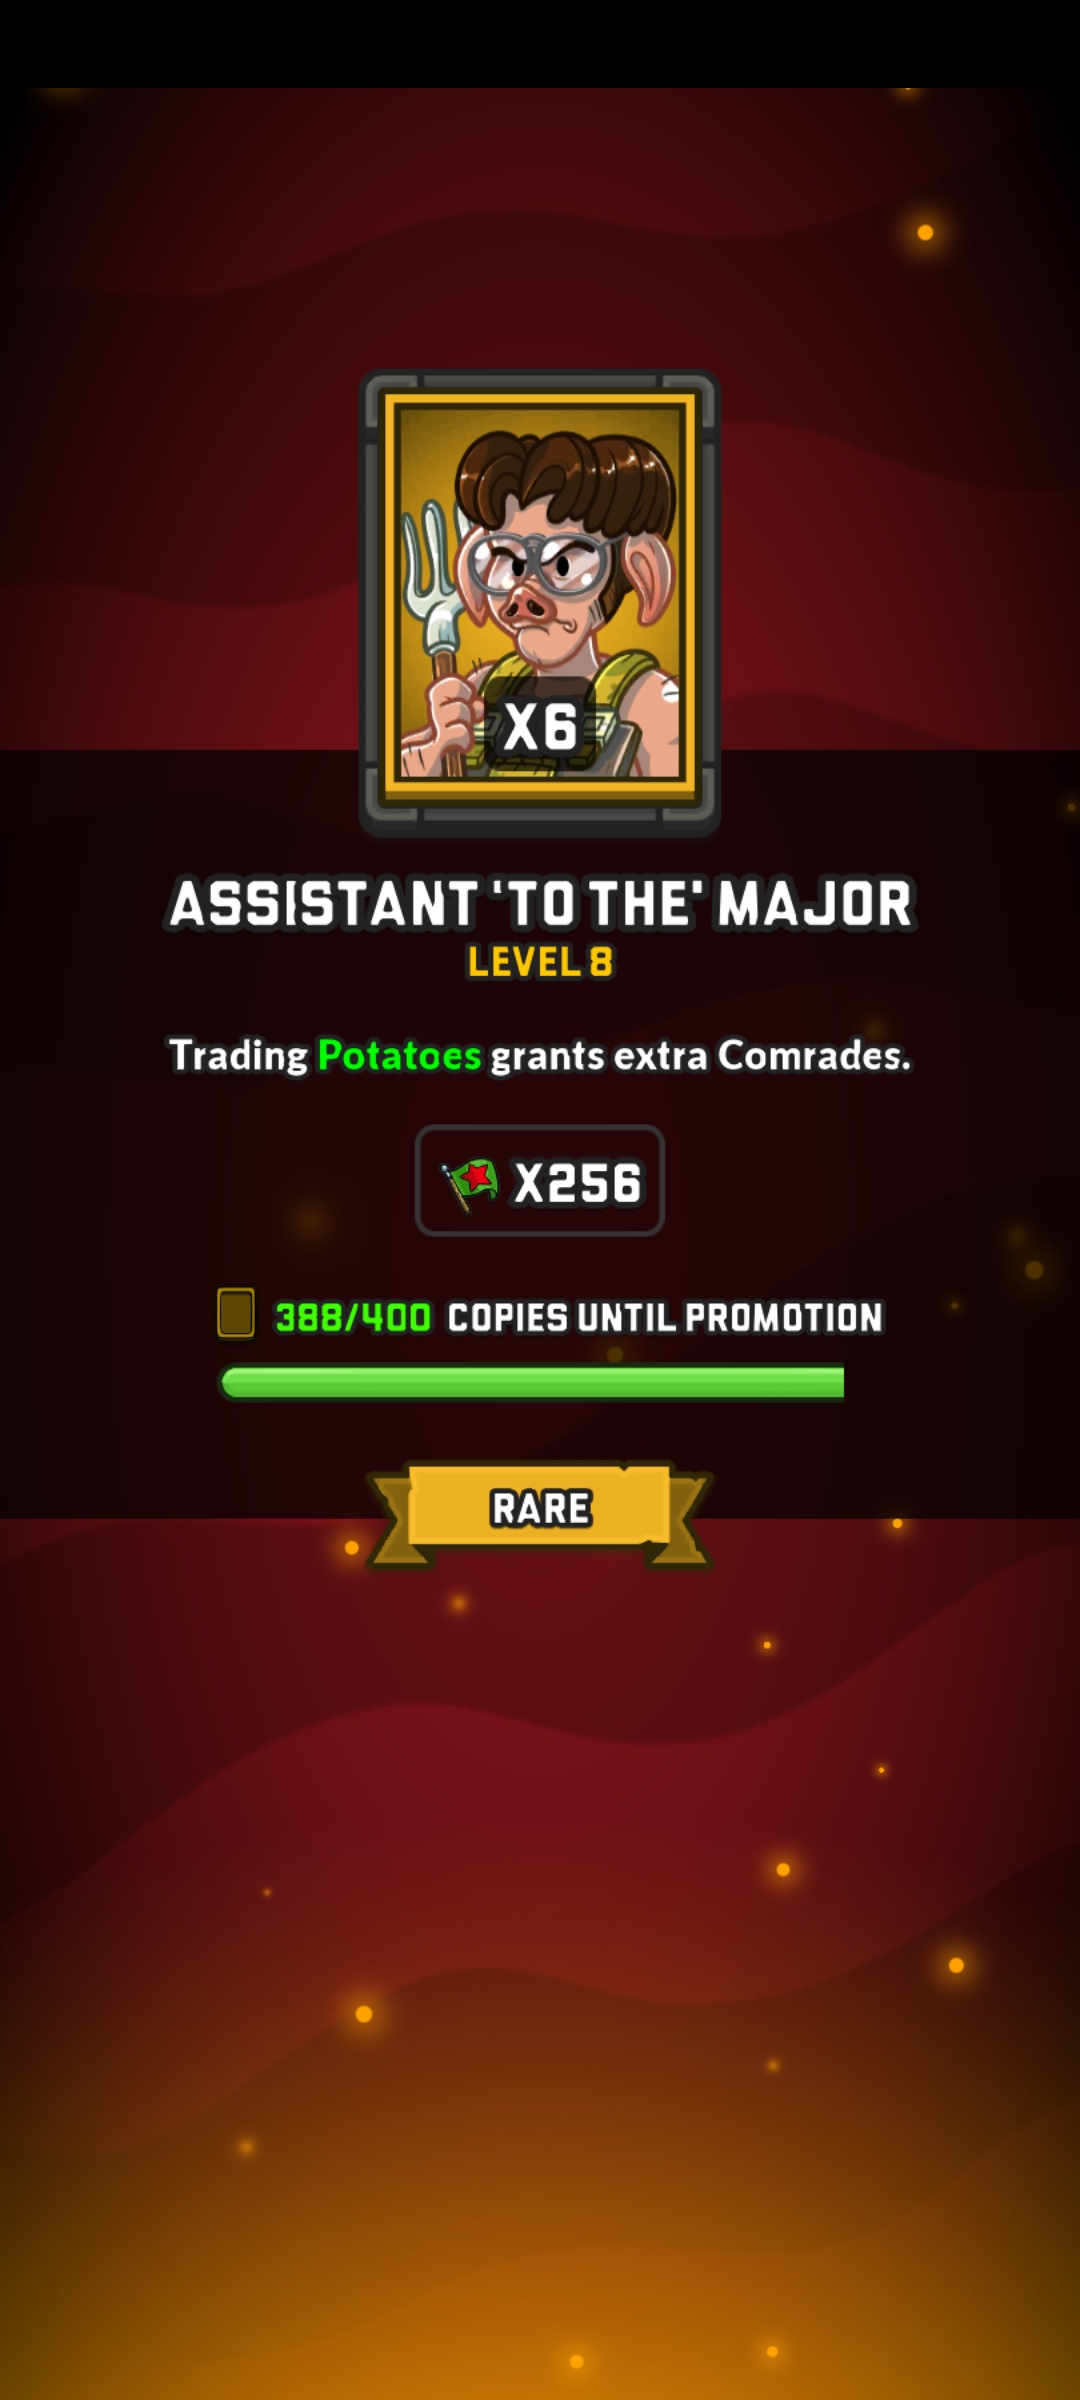 X6
ASSISTANT 'TO THE' MAJOR
LEVEL 8
Trading Potatoes grants extra Comrades.
X256
388/400 COPIES UNTIL PROMOTION
RARE